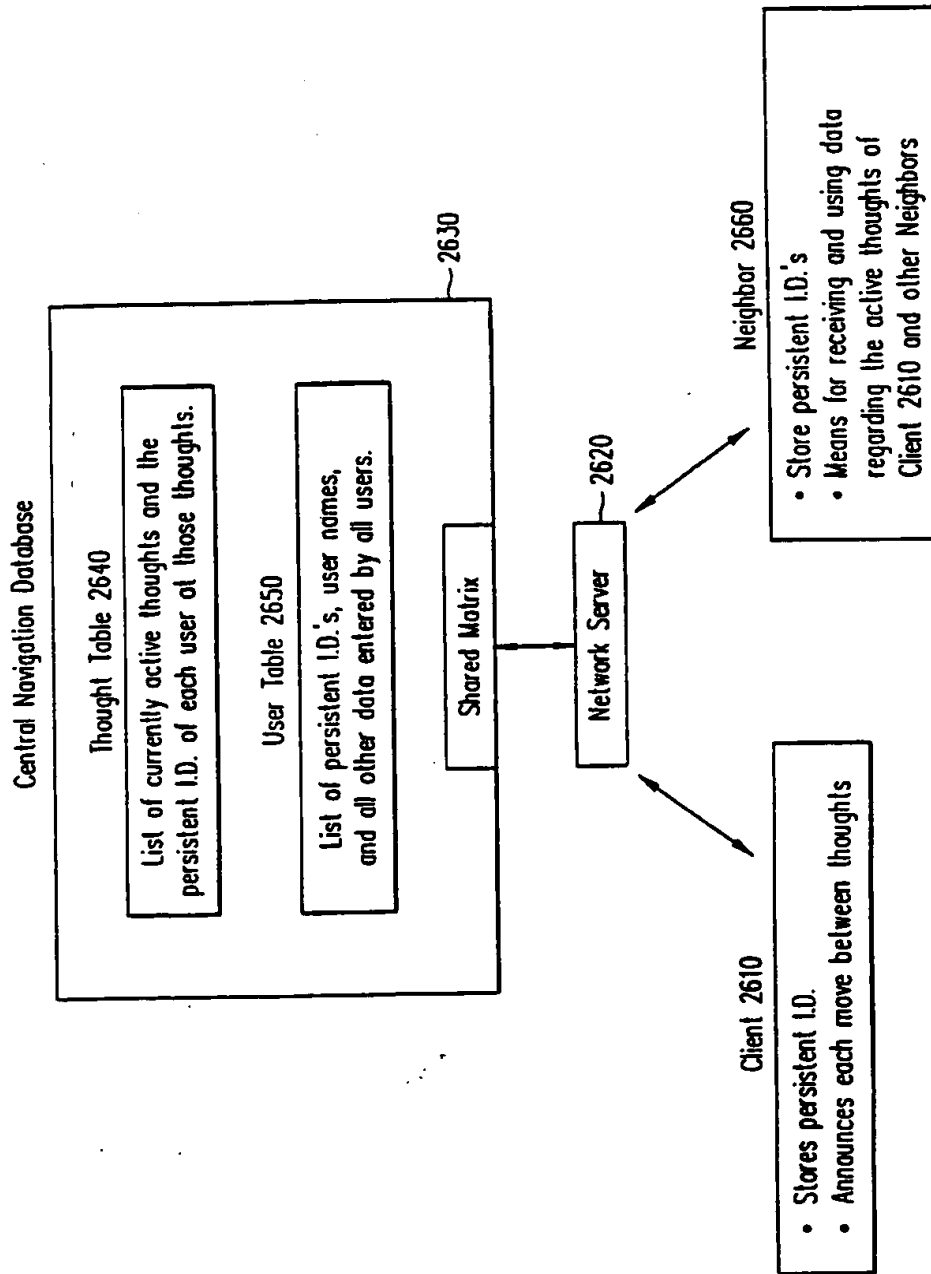 Central Navigation Database
Thought Table 2640
List of currently active thoughts and the
persistent I.D. of each user at those thoughts.
User Table 2650
List of persistent I.D.'s, user names,
and all other data entered by all users.
Shared Matrix
2630
Network Server
2620
Client 2610
• Stores persistent I.D.
• Announces each move between thoughts
Neighbor 2660
• Store persistent I.D.'s
• Means for receiving and using data
regarding the active thoughts of
Client 2610 and other Neighbors